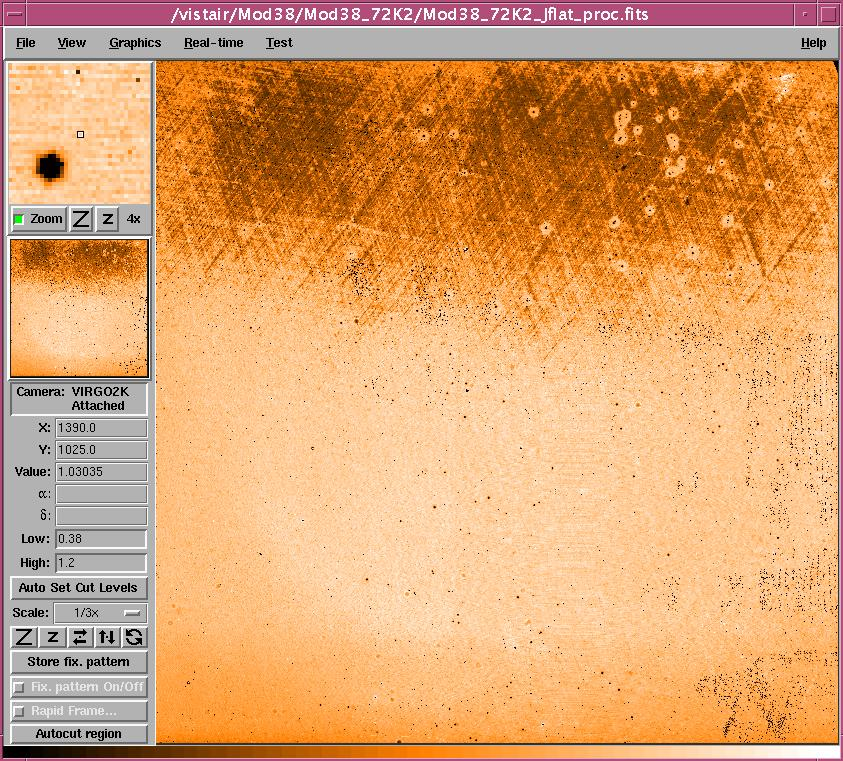 /vistair/Mod38/Mod38_72K2/Mod38_72K2_Jflat_proc.fits
File View Graphics Real-time Test Help
Zoom Z z 4x
Camera: VIRGO2K
Attached
X: 1390.0
Y: 1025.0
Value: 1.03035
α:
δ:
Low: 0.38
High: 1.2
Auto Set Cut Levels
Scale: 1/3x
Z z
Store fix. pattern
Fix. pattern On/Off
Rapid Frame...
Autocut region